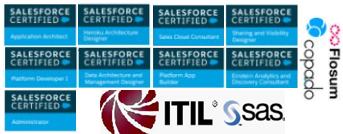 SALESFORCE
CERTIFIED
Application Architect
SALESFORCE
CERTIFIED
Heroku Architecture
Designer
SALESFORCE
CERTIFIED
Sales Cloud Consultant
SALESFORCE
CERTIFIED
Sharing and Visibility
Designer
SALESFORCE
CERTIFIED
Platform Developer I
SALESFORCE
CERTIFIED
Data Architecture and
Management Designer
SALESFORCE
CERTIFIED
Platform App
Builder
SALESFORCE
CERTIFIED
Einstein Analytics and
Discovery Consultant
SALESFORCE
CERTIFIED
Administrator
ITIL®
sas
copado
Flosum